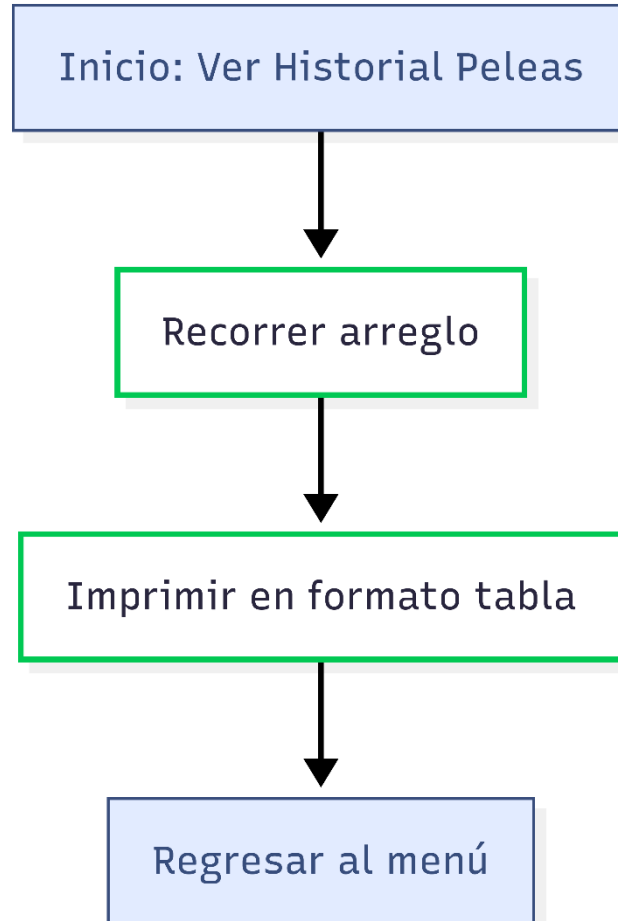 Inicio: Ver Historial Peleas
Recorrer arreglo
Imprimir en formato tabla
Regresar al menú